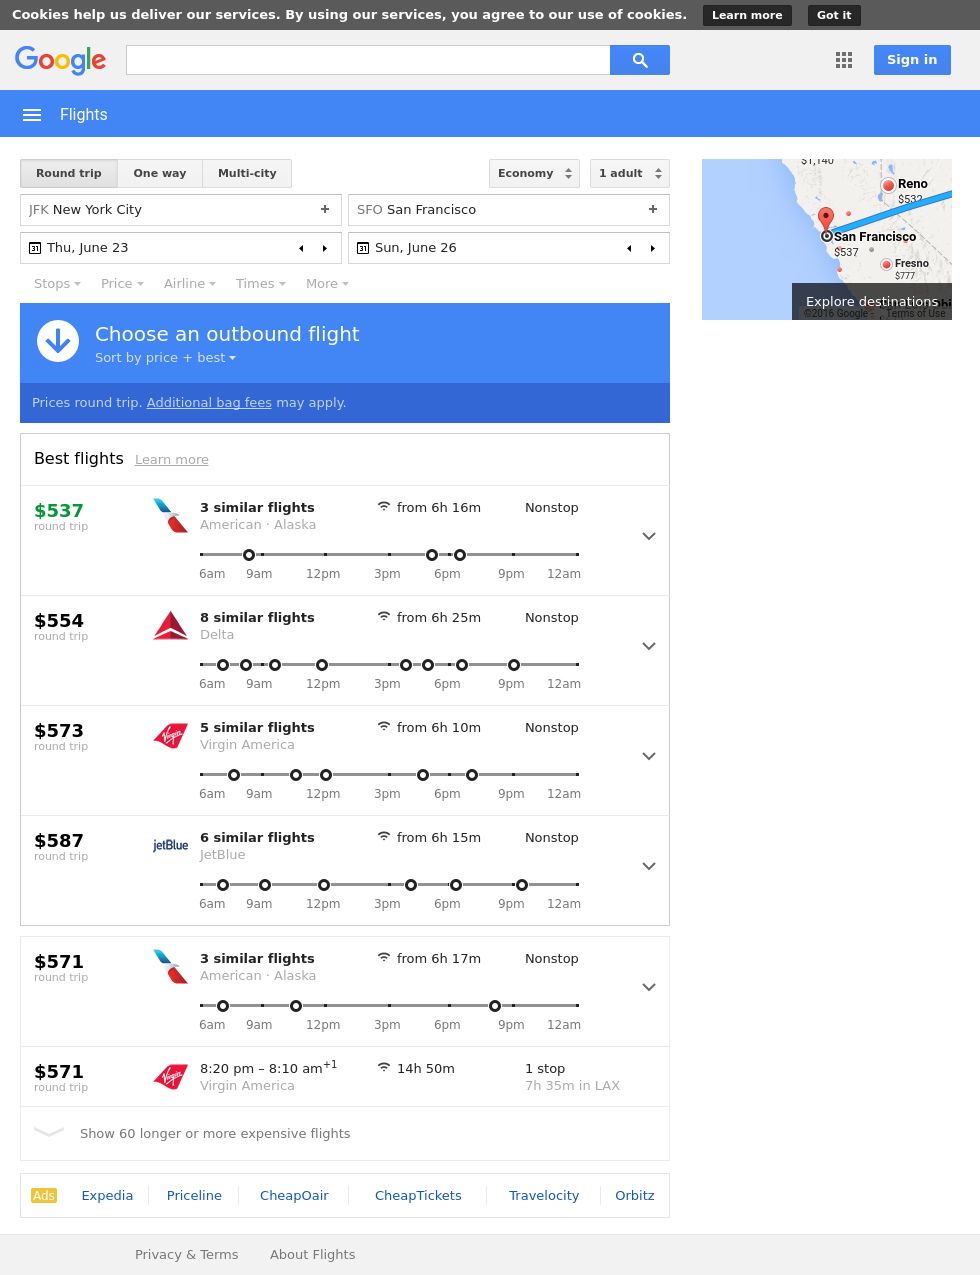 Cookies help us deliver our services. By using our services, you agree to our use of cookies. Learn more Got it
Google Sign in
Flights
Round trip One way Multi-city Economy 1 adult
JFK New York City + SFO San Francisco +
31 Thu, June 23 31 Sun, June 26
Stops Price Airline Times More
$1,140
Reno
$532
San Francisco
$537
Fresno
$777
Explore destinations
©2016 Google Terms of Use
Choose an outbound flight
Sort by price + best
Prices round trip. Additional bag fees may apply.
Best flights Learn more
$537 3 similar flights from 6h 16m Nonstop
round trip American · Alaska
6am 9am 12pm 3pm 6pm 9pm 12am
$554 8 similar flights from 6h 25m Nonstop
round trip Delta
6am 9am 12pm 3pm 6pm 9pm 12am
$573 Virgin 5 similar flights from 6h 10m Nonstop
round trip Virgin America
6am 9am 12pm 3pm 6pm 9pm 12am
$587 jetBlue 6 similar flights from 6h 15m Nonstop
round trip JetBlue
6am 9am 12pm 3pm 6pm 9pm 12am
$571 3 similar flights from 6h 17m Nonstop
round trip American · Alaska
6am 9am 12pm 3pm 6pm 9pm 12am
$571 Virgin 8:20 pm – 8:10 am+1 14h 50m 1 stop
round trip Virgin America 7h 35m in LAX
Show 60 longer or more expensive flights
Ads Expedia Priceline CheapOair CheapTickets Travelocity Orbitz
Privacy & Terms About Flights